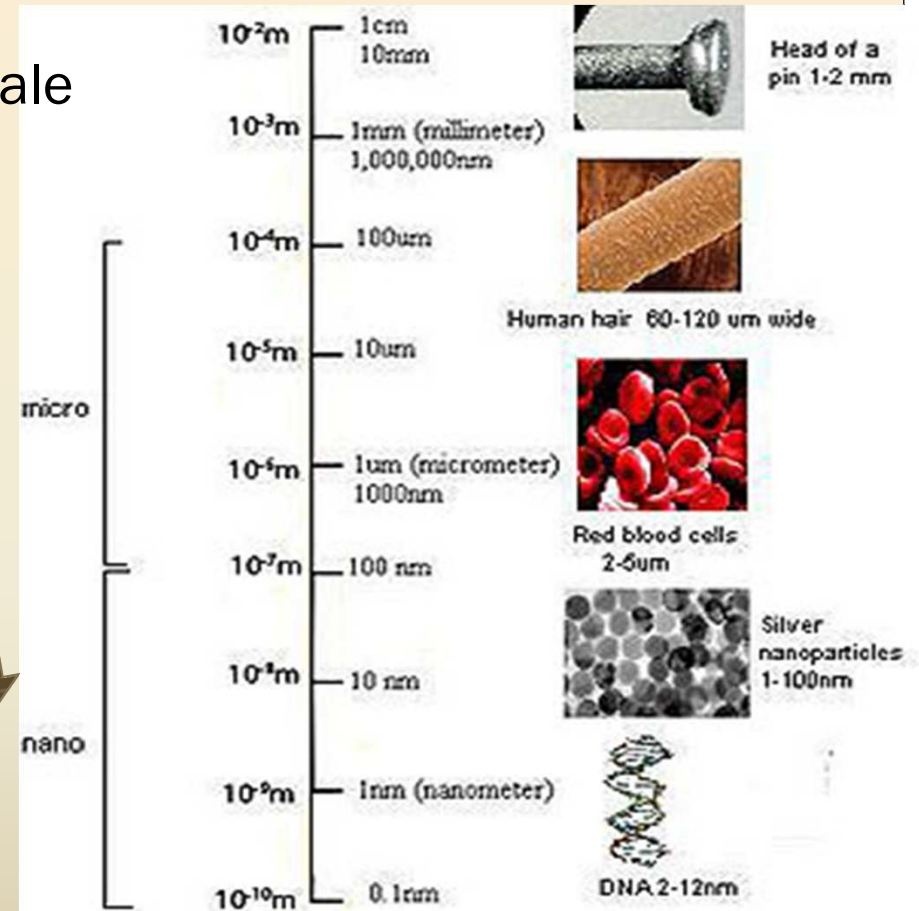 ale
10⁻²m
1cm
10mm
Head of a
pin 1-2 mm
10⁻³m
1mm (millimeter)
1,000,000nm
10⁻⁴m
100um
Human hair 60-120 um wide
10⁻⁵m
10um
micro
10⁻⁶m
1um (micrometer)
1000nm
Red blood cells
2-5um
10⁻⁷m
100 nm
Silver
nanoparticles
1-100nm
10⁻⁸m
10 nm
nano
10⁻⁹m
1nm (nanometer)
DNA 2-12nm
10⁻¹⁰m
0.1nm